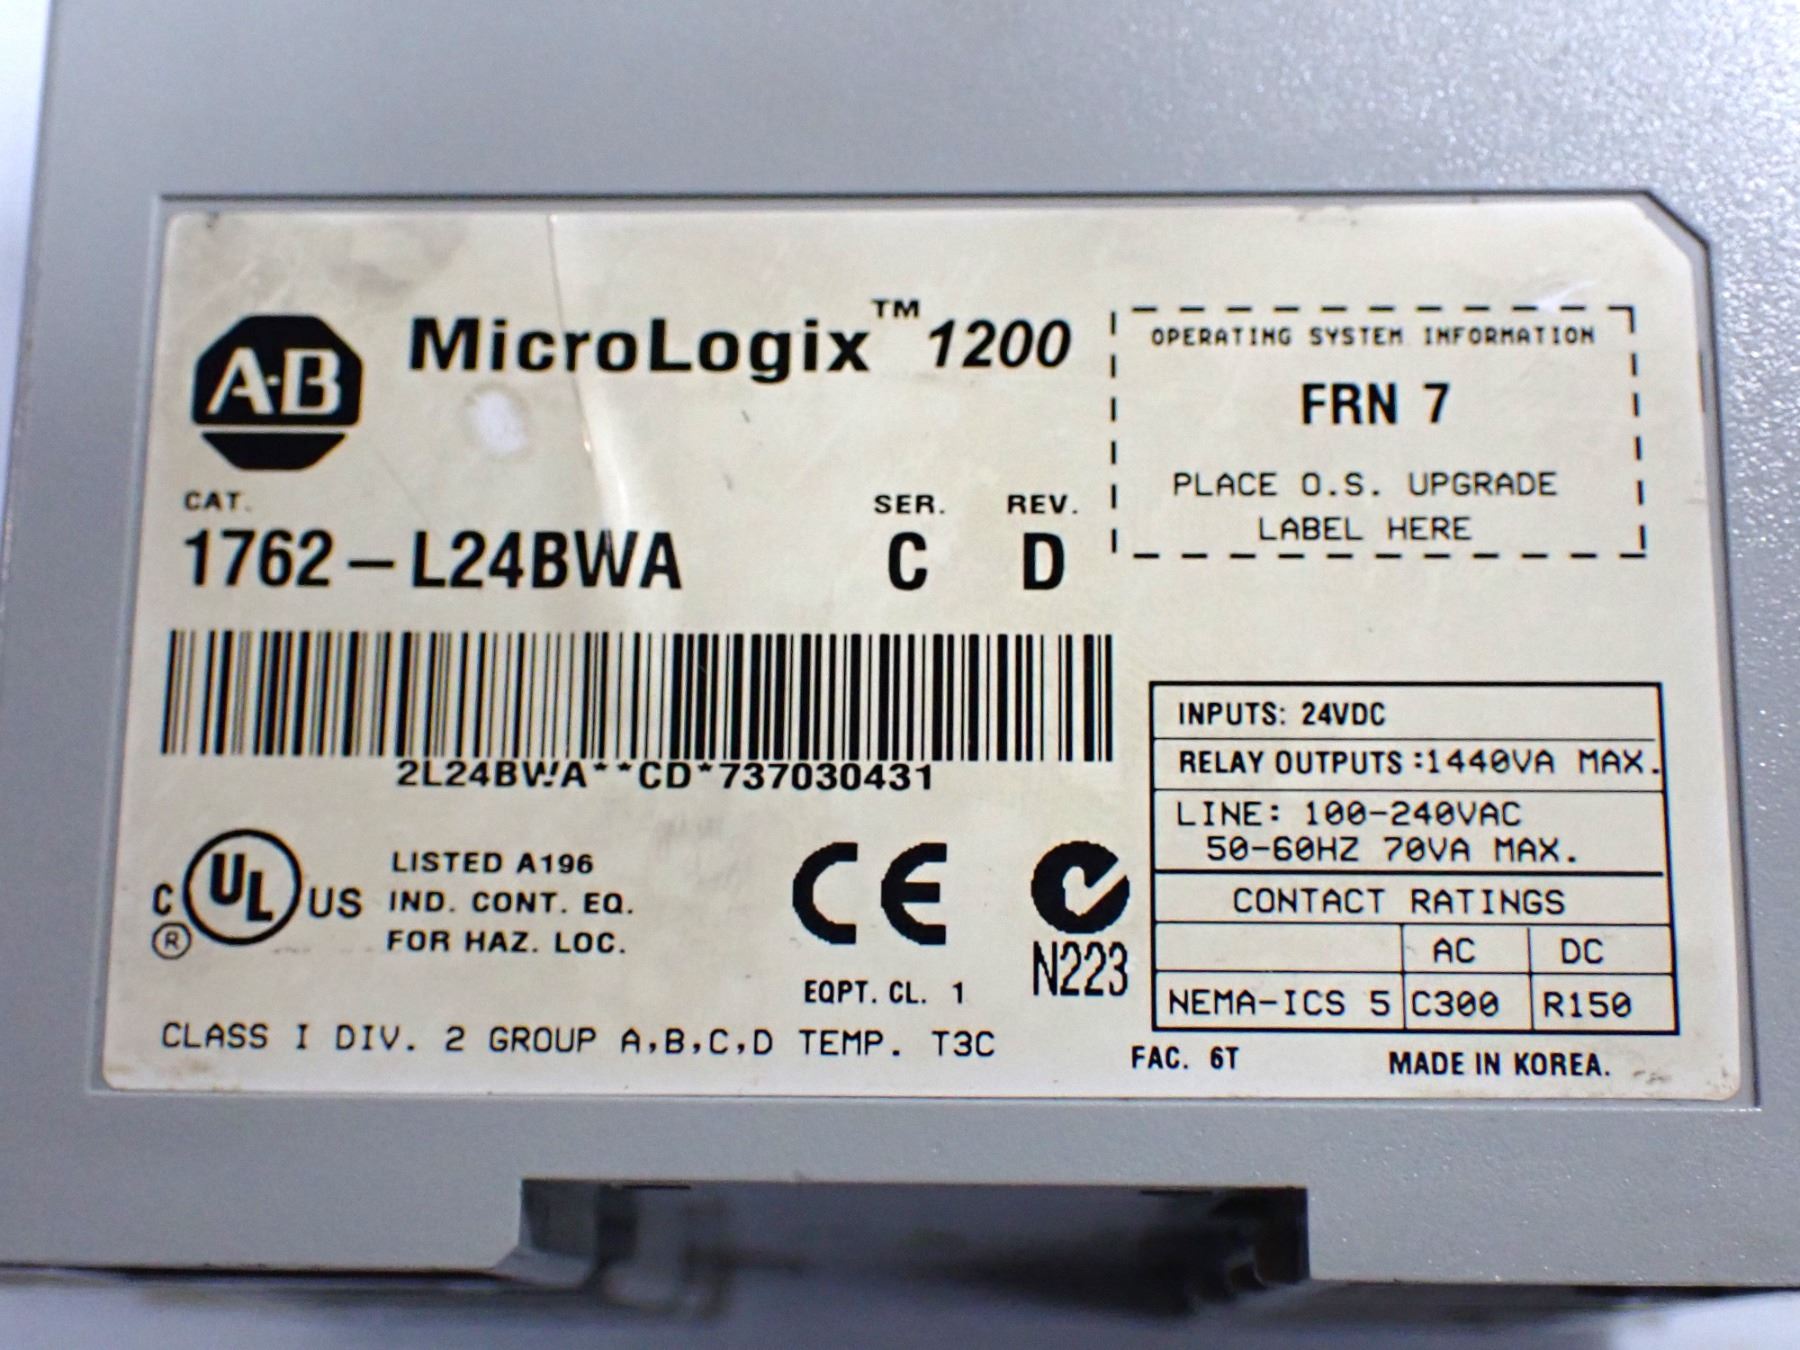 A-B
MicroLogix™ 1200
OPERATING SYSTEM INFORMATION
FRN 7
PLACE O.S. UPGRADE
LABEL HERE
CAT. SER. REV.
1762-L24BWA C D
2L24BWA**CD*737030431
INPUTS: 24VDC
RELAY OUTPUTS:1440VA MAX.
LINE: 100-240VAC
50-60HZ 70VA MAX.
CONTACT RATINGS
AC DC
NEMA-ICS 5 C300 R150
C UL US ®
LISTED A196
IND. CONT. EQ.
FOR HAZ. LOC.
CE
N223
EQPT. CL. 1
CLASS I DIV. 2 GROUP A,B,C,D TEMP. T3C
FAC. 6T MADE IN KOREA.